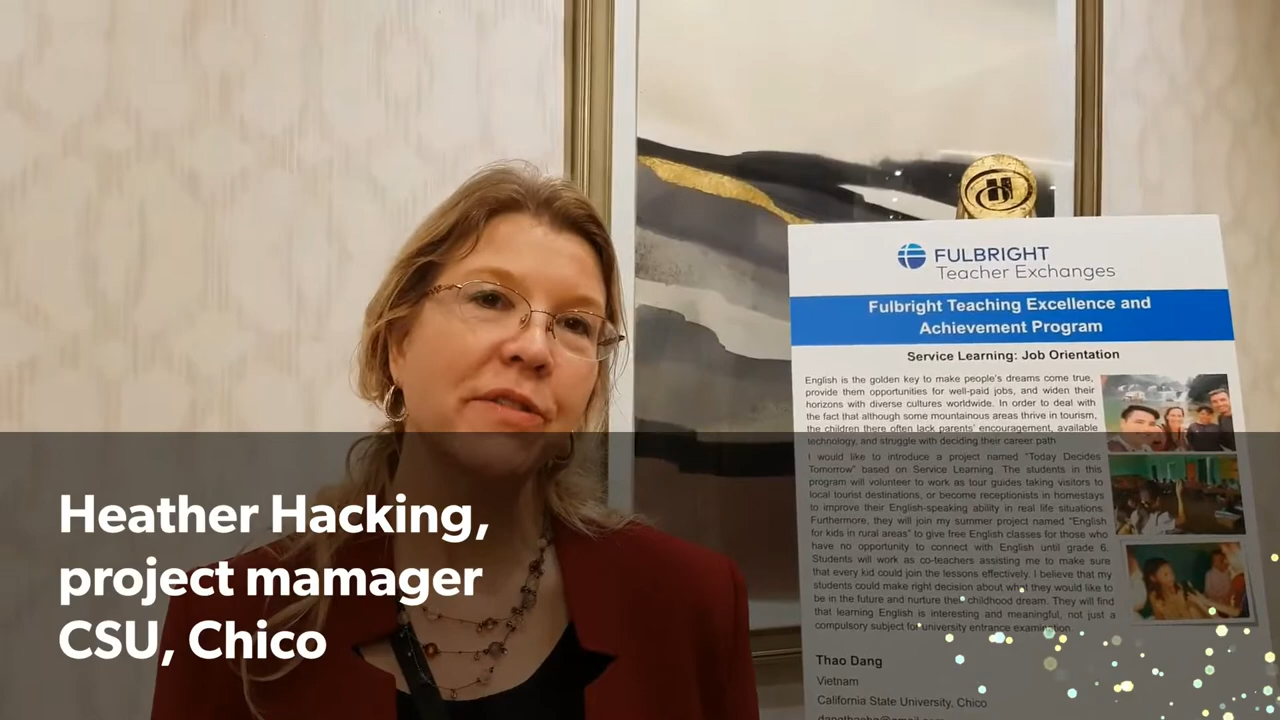 FULBRIGHT
Teacher Exchanges
Fulbright Teaching Excellence and
Achievement Program
Service Learning: Job Orientation
English is the golden key to make people's dreams come true,
provide them opportunities for well-paid jobs, and widen their
horizons with diverse cultures worldwide. In order to deal with
the fact that although some mountainous areas thrive in tourism,
the children there often lack parents' encouragement, available
technology, and struggle with deciding their career path
I would like to introduce a project named "Today Decides
Tomorrow" based on Service Learning. The students in this
program will volunteer to work as tour guides taking visitors to
local tourist destinations, or become receptionists in homestays
to improve their English-speaking ability in real life situations.
Furthermore, they will join my summer project named "English
for kids in rural areas" to give free English classes for those who
have no opportunity to connect with English until grade 6.
Students will work as co-teachers assisting me to make sure
that every kid could join the lessons effectively. I believe that my
students could make right decision about what they would like to
be in the future and nurture their childhood dream. They will find
that learning English is interesting and meaningful, not just a
compulsory subject for university entrance examination.
Thao Dang
Vietnam
California State University, Chico
Heather Hacking,
project mamager
CSU, Chico